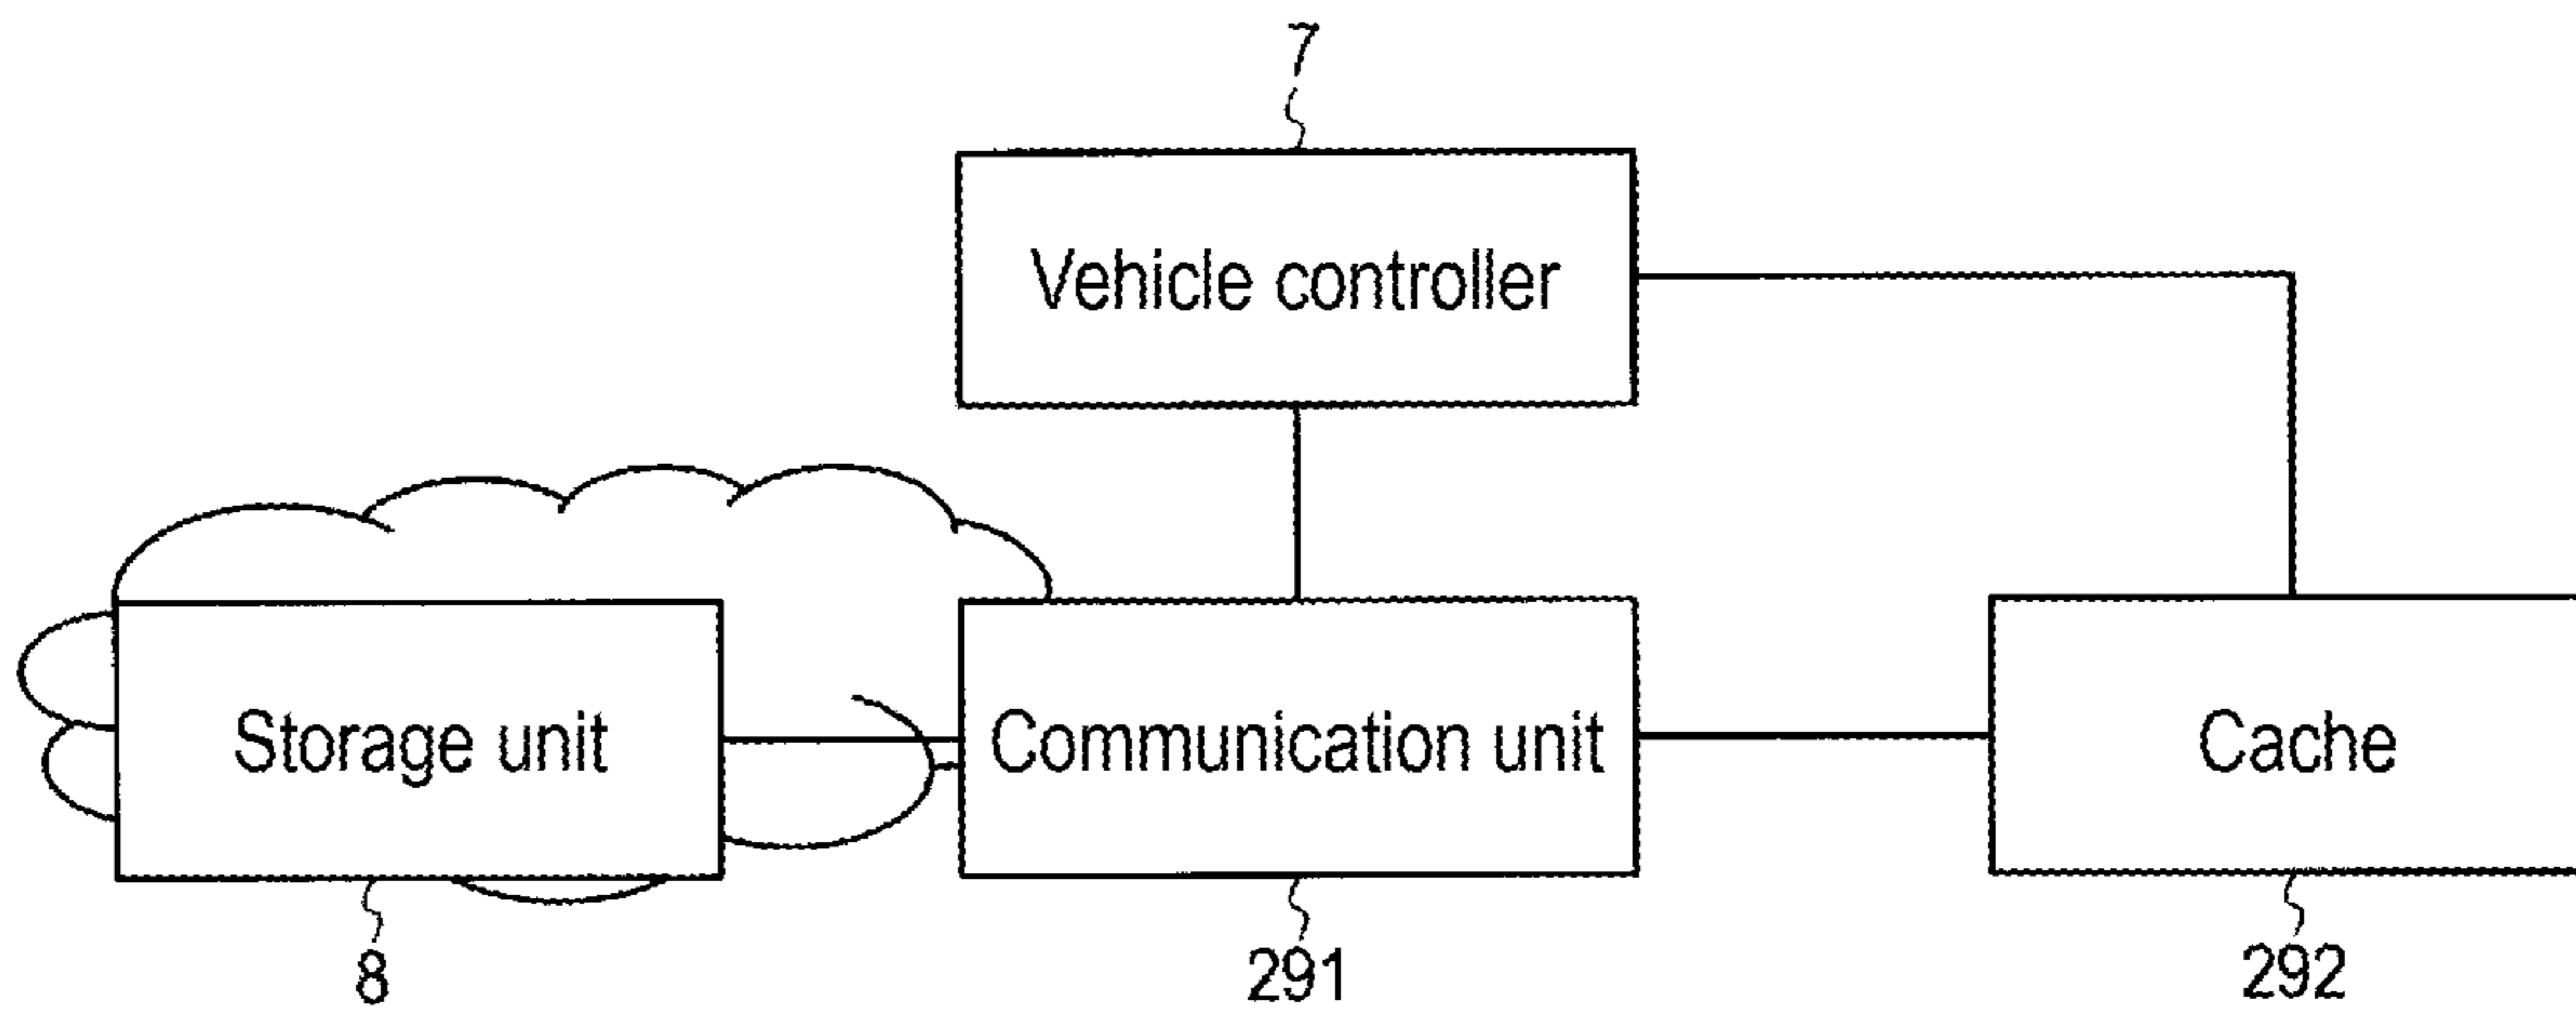 7
Vehicle controller
Storage unit
Communication unit
Cache
8
291
292